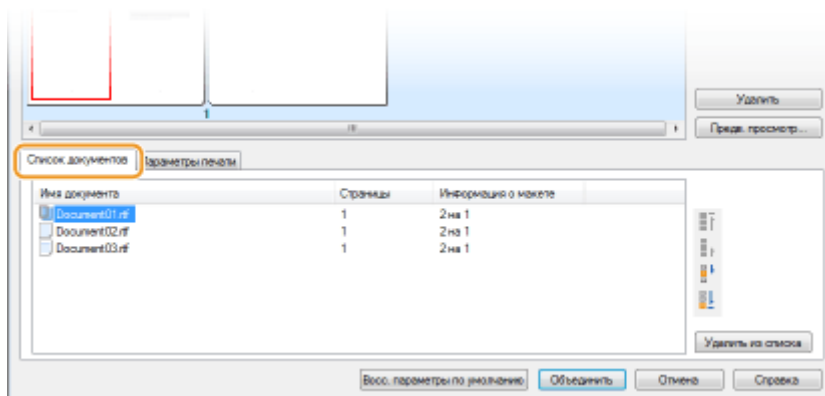 Удалить
1
Предв. просмотр...
Список документов
Параметры печати
Имя документа Страницы Информация о макете
Document01.rtf 1 2 на 1
Document02.rtf 1 2 на 1
Document03.rtf 1 2 на 1
Удалить из списка
Восс. параметры по умолчанию Объединить Отмена Справка